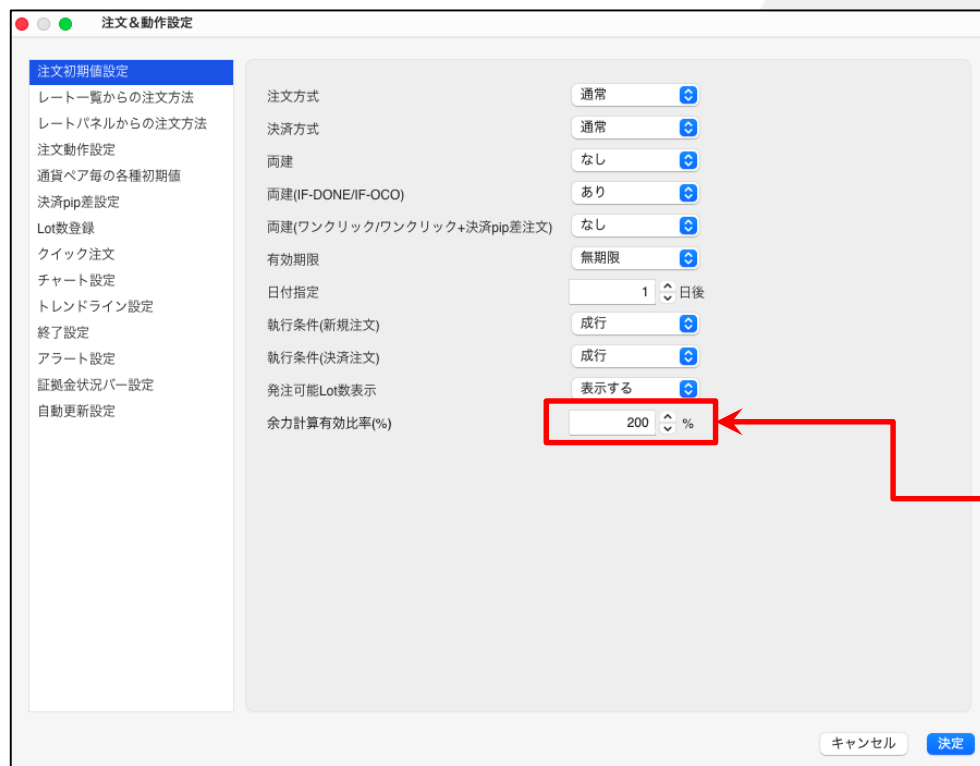 注文＆動作設定
注文初期値設定
レート一覧からの注文方法
レートパネルからの注文方法
注文動作設定
通貨ペア毎の各種初期値
決済pip差設定
Lot数登録
クイック注文
チャート設定
トレンドライン設定
終了設定
アラート設定
証拠金状況バー設定
自動更新設定
注文方式 通常
決済方式 通常
両建 なし
両建(IF-DONE/IF-OCO) あり
両建(ワンクリック/ワンクリック+決済pip差注文) なし
有効期限 無期限
日付指定 1 日後
執行条件(新規注文) 成行
執行条件(決済注文) 成行
発注可能Lot数表示 表示する
余力計算有効比率(%) 200 %
キャンセル 決定